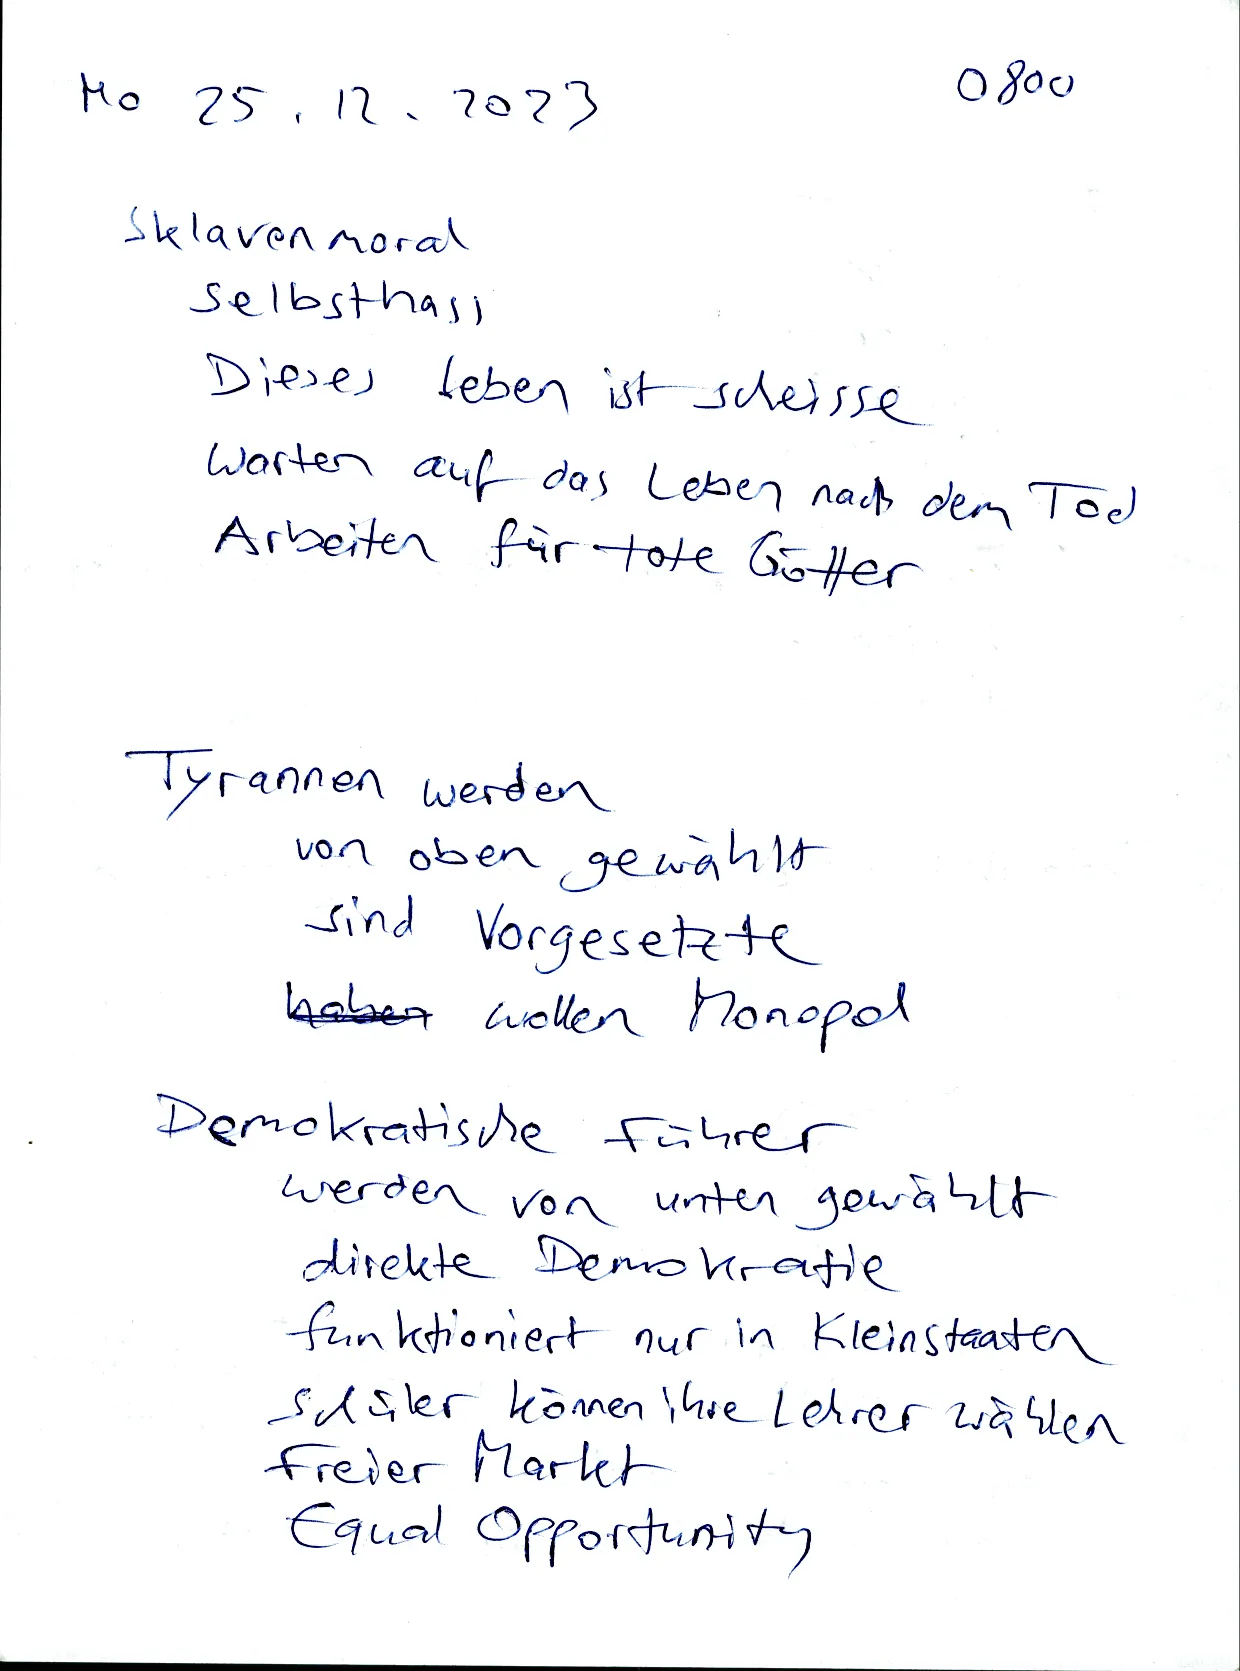 Mo 25.12.2023 0800
Sklavenmoral
Selbsthass
Dieses Leben ist scheisse
Warten auf das Leben nach dem Tod
Arbeiten für tote Götter
Tyrannen werden
von oben gewählt
sind Vorgesetzte
haben wollen Monopol
Demokratische Führer
werden von unten gewählt
direkte Demokratie
funktioniert nur in Kleinstaaten
Schüler können ihre Lehrer wählen
Freier Markt
Equal Opportunity